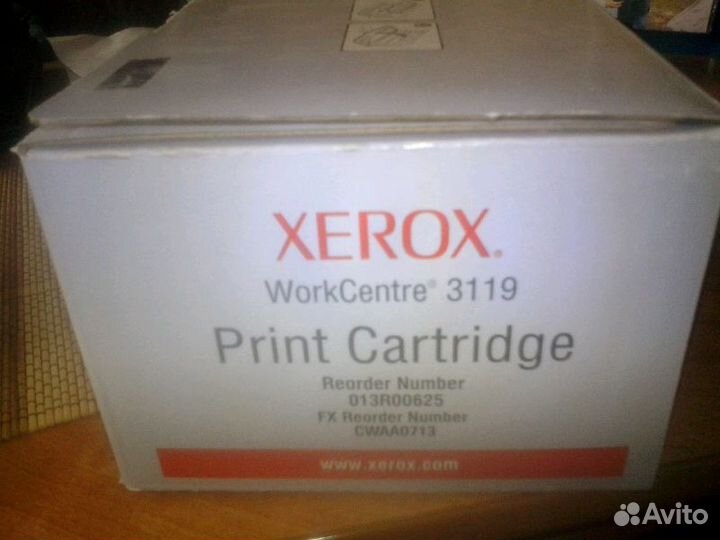 XEROX.
WorkCentre® 3119
Print Cartridge
Reorder Number
013R00625
FX Reorder Number
CWAA0713
www.xerox.com
Avito